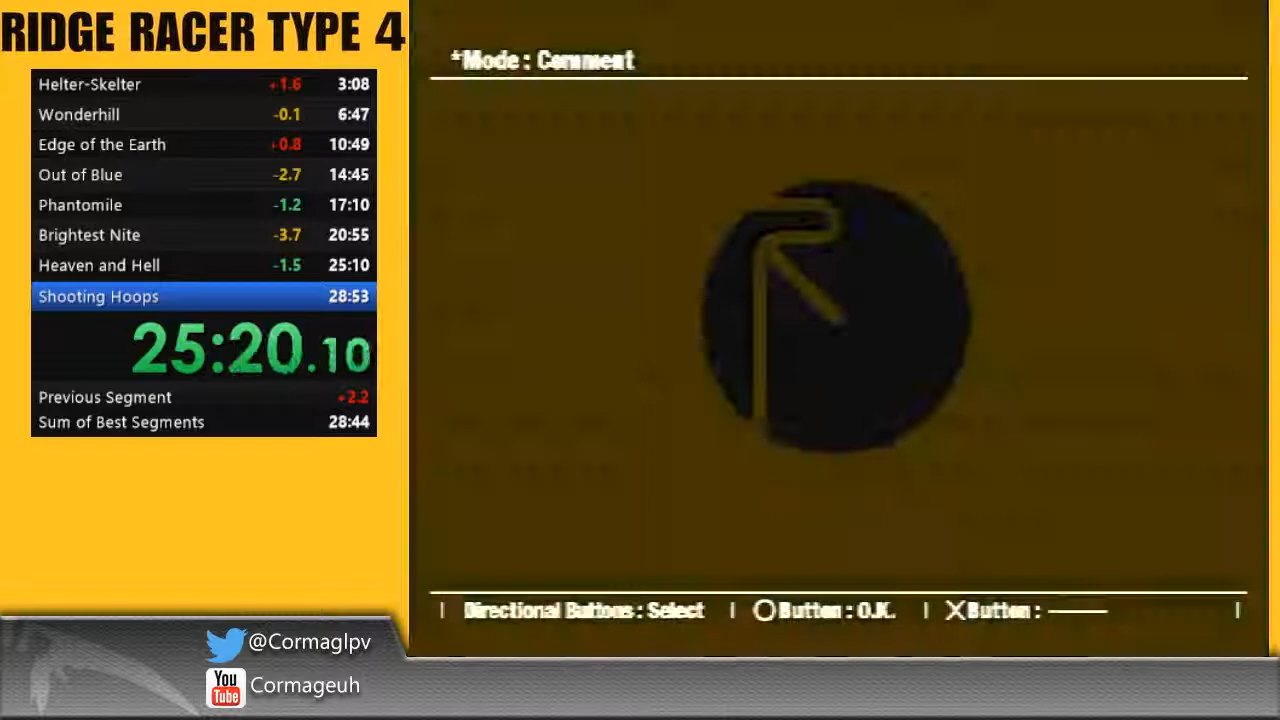 RIDGE RACER TYPE 4
Helter-Skelter +1.6 3:08
Wonderhill -0.1 6:47
Edge of the Earth +0.8 10:49
Out of Blue -2.7 14:45
Phantomile -1.2 17:10
Brightest Nite -3.7 20:55
Heaven and Hell -1.5 25:10
Shooting Hoops 28:53
25:20.10
Previous Segment +2.2
Sum of Best Segments 28:44
@Cormaglpv
You Tube Cormageuh
*Mode : Comment
Directional Buttons : Select | ○Button : O.K. | ×Button : ——